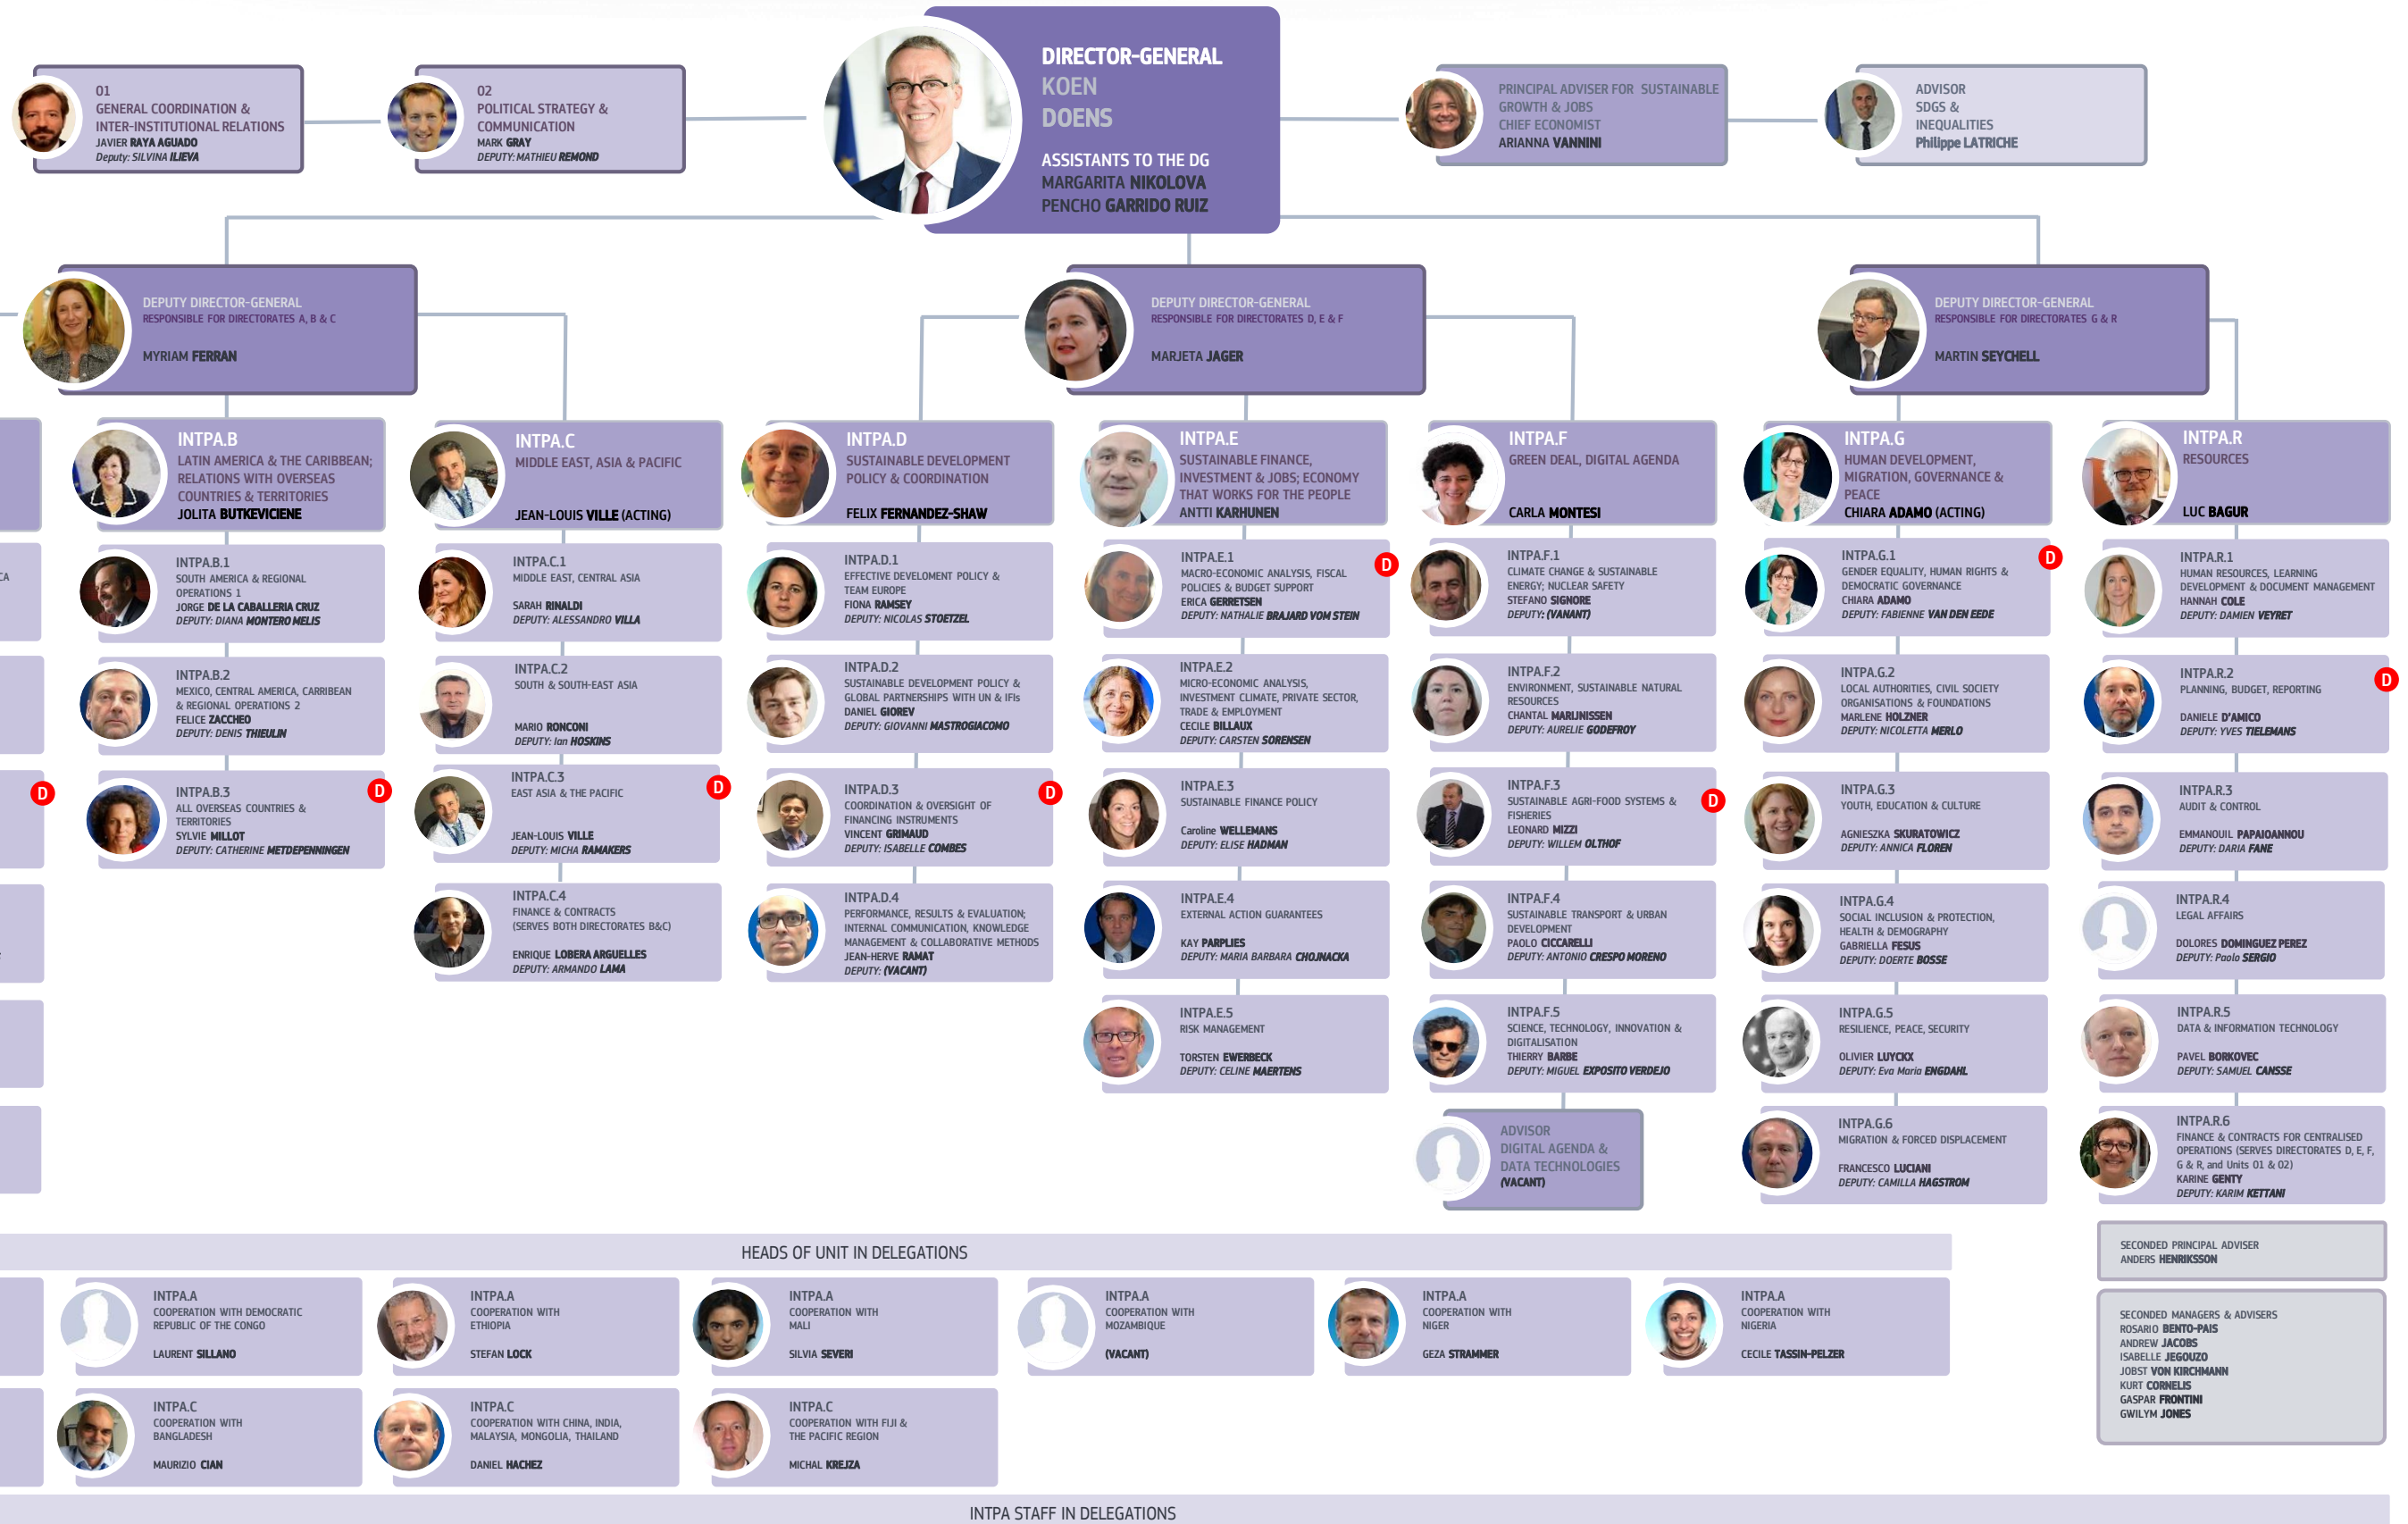 DIRECTOR-GENERAL
KOEN
DOENS
ASSISTANTS TO THE DG
MARGARITA NIKOLOVA
PENCHO GARRIDO RUIZ
01
GENERAL COORDINATION &
INTER-INSTITUTIONAL RELATIONS
JAVIER RAYA AGUADO
Deputy: SILVINA ILIEVA
02
POLITICAL STRATEGY &
COMMUNICATION
MARK GRAY
DEPUTY: MATHIEU REMOND
PRINCIPAL ADVISER FOR SUSTAINABLE
GROWTH & JOBS
CHIEF ECONOMIST
ARIANNA VANNINI
ADVISOR
SDGS &
INEQUALITIES
Philippe LATRICHE
DEPUTY DIRECTOR-GENERAL
RESPONSIBLE FOR DIRECTORATES A, B & C
MYRIAM FERRAN
DEPUTY DIRECTOR-GENERAL
RESPONSIBLE FOR DIRECTORATES D, E & F
MARJETA JAGER
DEPUTY DIRECTOR-GENERAL
RESPONSIBLE FOR DIRECTORATES G & R
MARTIN SEYCHELL
CA
D
INTPA.B
LATIN AMERICA & THE CARIBBEAN;
RELATIONS WITH OVERSEAS
COUNTRIES & TERRITORIES
JOLITA BUTKEVICIENE
INTPA.B.1
SOUTH AMERICA & REGIONAL
OPERATIONS 1
JORGE DE LA CABALLERIA CRUZ
DEPUTY: DIANA MONTERO MELIS
INTPA.B.2
MEXICO, CENTRAL AMERICA, CARRIBEAN
& REGIONAL OPERATIONS 2
FELICE ZACCHEO
DEPUTY: DENIS THIEULIN
INTPA.B.3
ALL OVERSEAS COUNTRIES &
TERRITORIES
SYLVIE MILLOT
DEPUTY: CATHERINE METDEPENNINGEN
D
INTPA.C
MIDDLE EAST, ASIA & PACIFIC
JEAN-LOUIS VILLE (ACTING)
INTPA.C.1
MIDDLE EAST, CENTRAL ASIA
SARAH RINALDI
DEPUTY: ALESSANDRO VILLA
INTPA.C.2
SOUTH & SOUTH-EAST ASIA
MARIO RONCONI
DEPUTY: Ian HOSKINS
INTPA.C.3
EAST ASIA & THE PACIFIC
JEAN-LOUIS VILLE
DEPUTY: MICHA RAMAKERS
D
INTPA.C.4
FINANCE & CONTRACTS
(SERVES BOTH DIRECTORATES B&C)
ENRIQUE LOBERA ARGUELLES
DEPUTY: ARMANDO LAMA
INTPA.D
SUSTAINABLE DEVELOPMENT
POLICY & COORDINATION
FELIX FERNANDEZ-SHAW
INTPA.D.1
EFFECTIVE DEVELOMENT POLICY &
TEAM EUROPE
FIONA RAMSEY
DEPUTY: NICOLAS STOETZEL
INTPA.D.2
SUSTAINABLE DEVELOPMENT POLICY &
GLOBAL PARTNERSHIPS WITH UN & IFIs
DANIEL GIOREV
DEPUTY: GIOVANNI MASTROGIACOMO
INTPA.D.3
COORDINATION & OVERSIGHT OF
FINANCING INSTRUMENTS
VINCENT GRIMAUD
DEPUTY: ISABELLE COMBES
D
INTPA.D.4
PERFORMANCE, RESULTS & EVALUATION;
INTERNAL COMMUNICATION, KNOWLEDGE
MANAGEMENT & COLLABORATIVE METHODS
JEAN-HERVE RAMAT
DEPUTY: (VACANT)
INTPA.E
SUSTAINABLE FINANCE,
INVESTMENT & JOBS; ECONOMY
THAT WORKS FOR THE PEOPLE
ANTTI KARHUNEN
INTPA.E.1
MACRO-ECONOMIC ANALYSIS, FISCAL
POLICIES & BUDGET SUPPORT
ERICA GERRETSEN
DEPUTY: NATHALIE BRAJARD VOM STEIN
D
INTPA.E.2
MICRO-ECONOMIC ANALYSIS,
INVESTMENT CLIMATE, PRIVATE SECTOR,
TRADE & EMPLOYMENT
CECILE BILLAUX
DEPUTY: CARSTEN SORENSEN
INTPA.E.3
SUSTAINABLE FINANCE POLICY
Caroline WELLEMANS
DEPUTY: ELISE HADMAN
INTPA.E.4
EXTERNAL ACTION GUARANTEES
KAY PARPLIES
DEPUTY: MARIA BARBARA CHOJNACKA
INTPA.E.5
RISK MANAGEMENT
TORSTEN EWERBECK
DEPUTY: CELINE MAERTENS
INTPA.F
GREEN DEAL, DIGITAL AGENDA
CARLA MONTESI
INTPA.F.1
CLIMATE CHANGE & SUSTAINABLE
ENERGY; NUCLEAR SAFETY
STEFANO SIGNORE
DEPUTY: (VANANT)
INTPA.F.2
ENVIRONMENT, SUSTAINABLE NATURAL
RESOURCES
CHANTAL MARIJNISSEN
DEPUTY: AURELIE GODEFROY
INTPA.F.3
SUSTAINABLE AGRI-FOOD SYSTEMS &
FISHERIES
LEONARD MIZZI
DEPUTY: WILLEM OLTHOF
D
INTPA.F.4
SUSTAINABLE TRANSPORT & URBAN
DEVELOPMENT
PAOLO CICCARELLI
DEPUTY: ANTONIO CRESPO MORENO
INTPA.F.5
SCIENCE, TECHNOLOGY, INNOVATION &
DIGITALISATION
THIERRY BARBE
DEPUTY: MIGUEL EXPOSITO VERDEJO
ADVISOR
DIGITAL AGENDA &
DATA TECHNOLOGIES
(VACANT)
INTPA.G
HUMAN DEVELOPMENT,
MIGRATION, GOVERNANCE &
PEACE
CHIARA ADAMO (ACTING)
INTPA.G.1
GENDER EQUALITY, HUMAN RIGHTS &
DEMOCRATIC GOVERNANCE
CHIARA ADAMO
DEPUTY: FABIENNE VAN DEN EEDE
D
INTPA.G.2
LOCAL AUTHORITIES, CIVIL SOCIETY
ORGANISATIONS & FOUNDATIONS
MARLENE HOLZNER
DEPUTY: NICOLETTA MERLO
INTPA.G.3
YOUTH, EDUCATION & CULTURE
AGNIESZKA SKURATOWICZ
DEPUTY: ANNICA FLOREN
INTPA.G.4
SOCIAL INCLUSION & PROTECTION,
HEALTH & DEMOGRAPHY
GABRIELLA FESUS
DEPUTY: DOERTE BOSSE
INTPA.G.5
RESILIENCE, PEACE, SECURITY
OLIVIER LUYCKX
DEPUTY: Eva Maria ENGDAHL
INTPA.G.6
MIGRATION & FORCED DISPLACEMENT
FRANCESCO LUCIANI
DEPUTY: CAMILLA HAGSTROM
INTPA.R
RESOURCES
LUC BAGUR
INTPA.R.1
HUMAN RESOURCES, LEARNING
DEVELOPMENT & DOCUMENT MANAGEMENT
HANNAH COLE
DEPUTY: DAMIEN VEYRET
INTPA.R.2
PLANNING, BUDGET, REPORTING
DANIELE D'AMICO
DEPUTY: YVES TIELEMANS
D
INTPA.R.3
AUDIT & CONTROL
EMMANOUIL PAPAIOANNOU
DEPUTY: DARIA FANE
INTPA.R.4
LEGAL AFFAIRS
DOLORES DOMINGUEZ PEREZ
DEPUTY: Paolo SERGIO
INTPA.R.5
DATA & INFORMATION TECHNOLOGY
PAVEL BORKOVEC
DEPUTY: SAMUEL CANSSE
INTPA.R.6
FINANCE & CONTRACTS FOR CENTRALISED
OPERATIONS (SERVES DIRECTORATES D, E, F,
G & R, and Units 01 & 02)
KARINE GENTY
DEPUTY: KARIM KETTANI
SECONDED PRINCIPAL ADVISER
ANDERS HENRIKSSON
SECONDED MANAGERS & ADVISERS
ROSARIO BENTO-PAIS
ANDREW JACOBS
ISABELLE JEGOUZO
JOBST VON KIRCHMANN
KURT CORNELIS
GASPAR FRONTINI
GWILYM JONES
HEADS OF UNIT IN DELEGATIONS
INTPA.A
COOPERATION WITH DEMOCRATIC
REPUBLIC OF THE CONGO
LAURENT SILLANO
INTPA.A
COOPERATION WITH
ETHIOPIA
STEFAN LOCK
INTPA.A
COOPERATION WITH
MALI
SILVIA SEVERI
INTPA.A
COOPERATION WITH
MOZAMBIQUE
(VACANT)
INTPA.A
COOPERATION WITH
NIGER
GEZA STRAMMER
INTPA.A
COOPERATION WITH
NIGERIA
CECILE TASSIN-PELZER
INTPA.C
COOPERATION WITH
BANGLADESH
MAURIZIO CIAN
INTPA.C
COOPERATION WITH CHINA, INDIA,
MALAYSIA, MONGOLIA, THAILAND
DANIEL HACHEZ
INTPA.C
COOPERATION WITH FIJI &
THE PACIFIC REGION
MICHAL KREJZA
INTPA STAFF IN DELEGATIONS